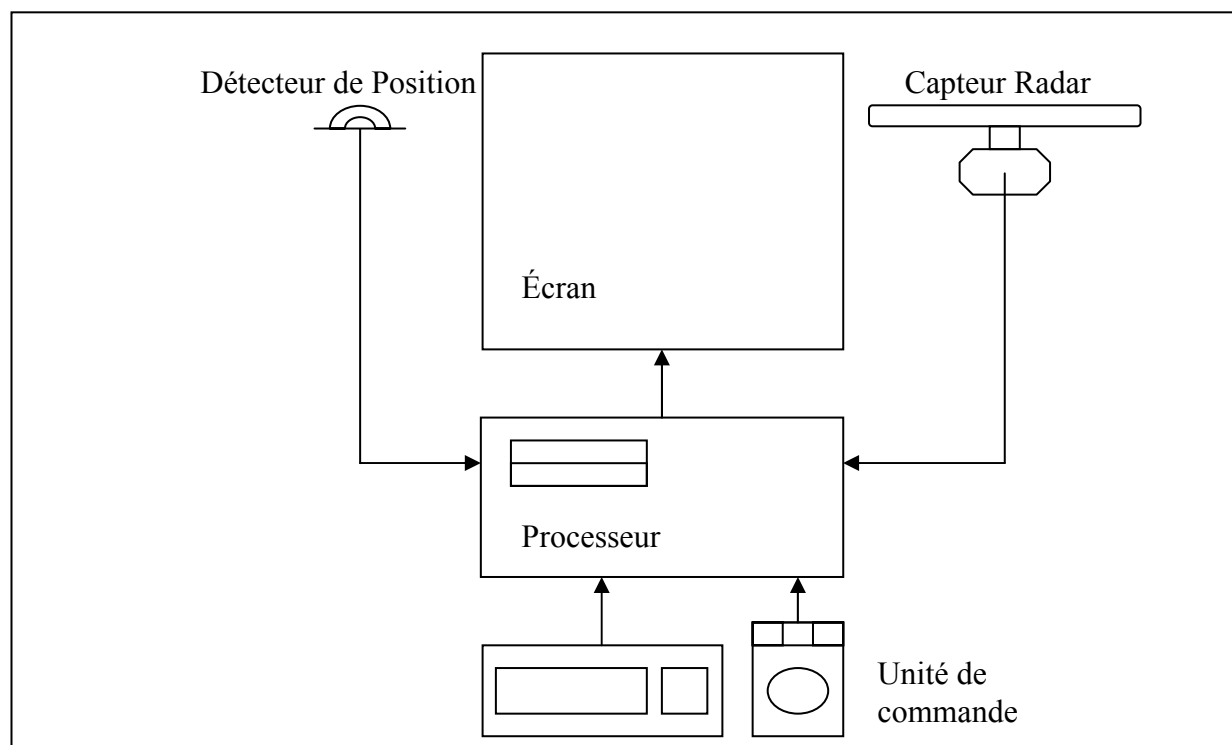 Détecteur de Position
Capteur Radar
Écran
Processeur
Unité de
commande